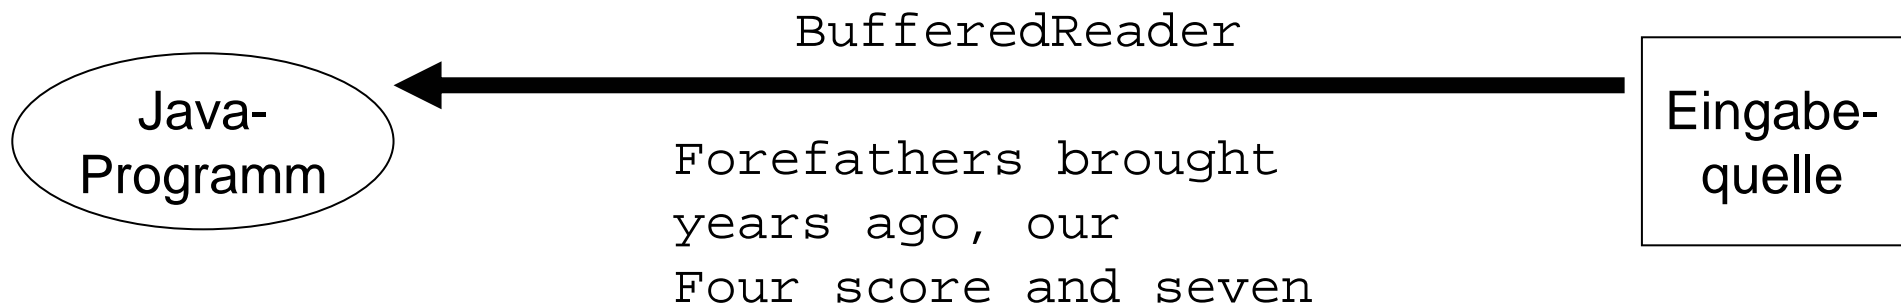 BufferedReader
Java-
Programm
Forefathers brought
years ago, our
Four score and seven
Eingabe-
quelle